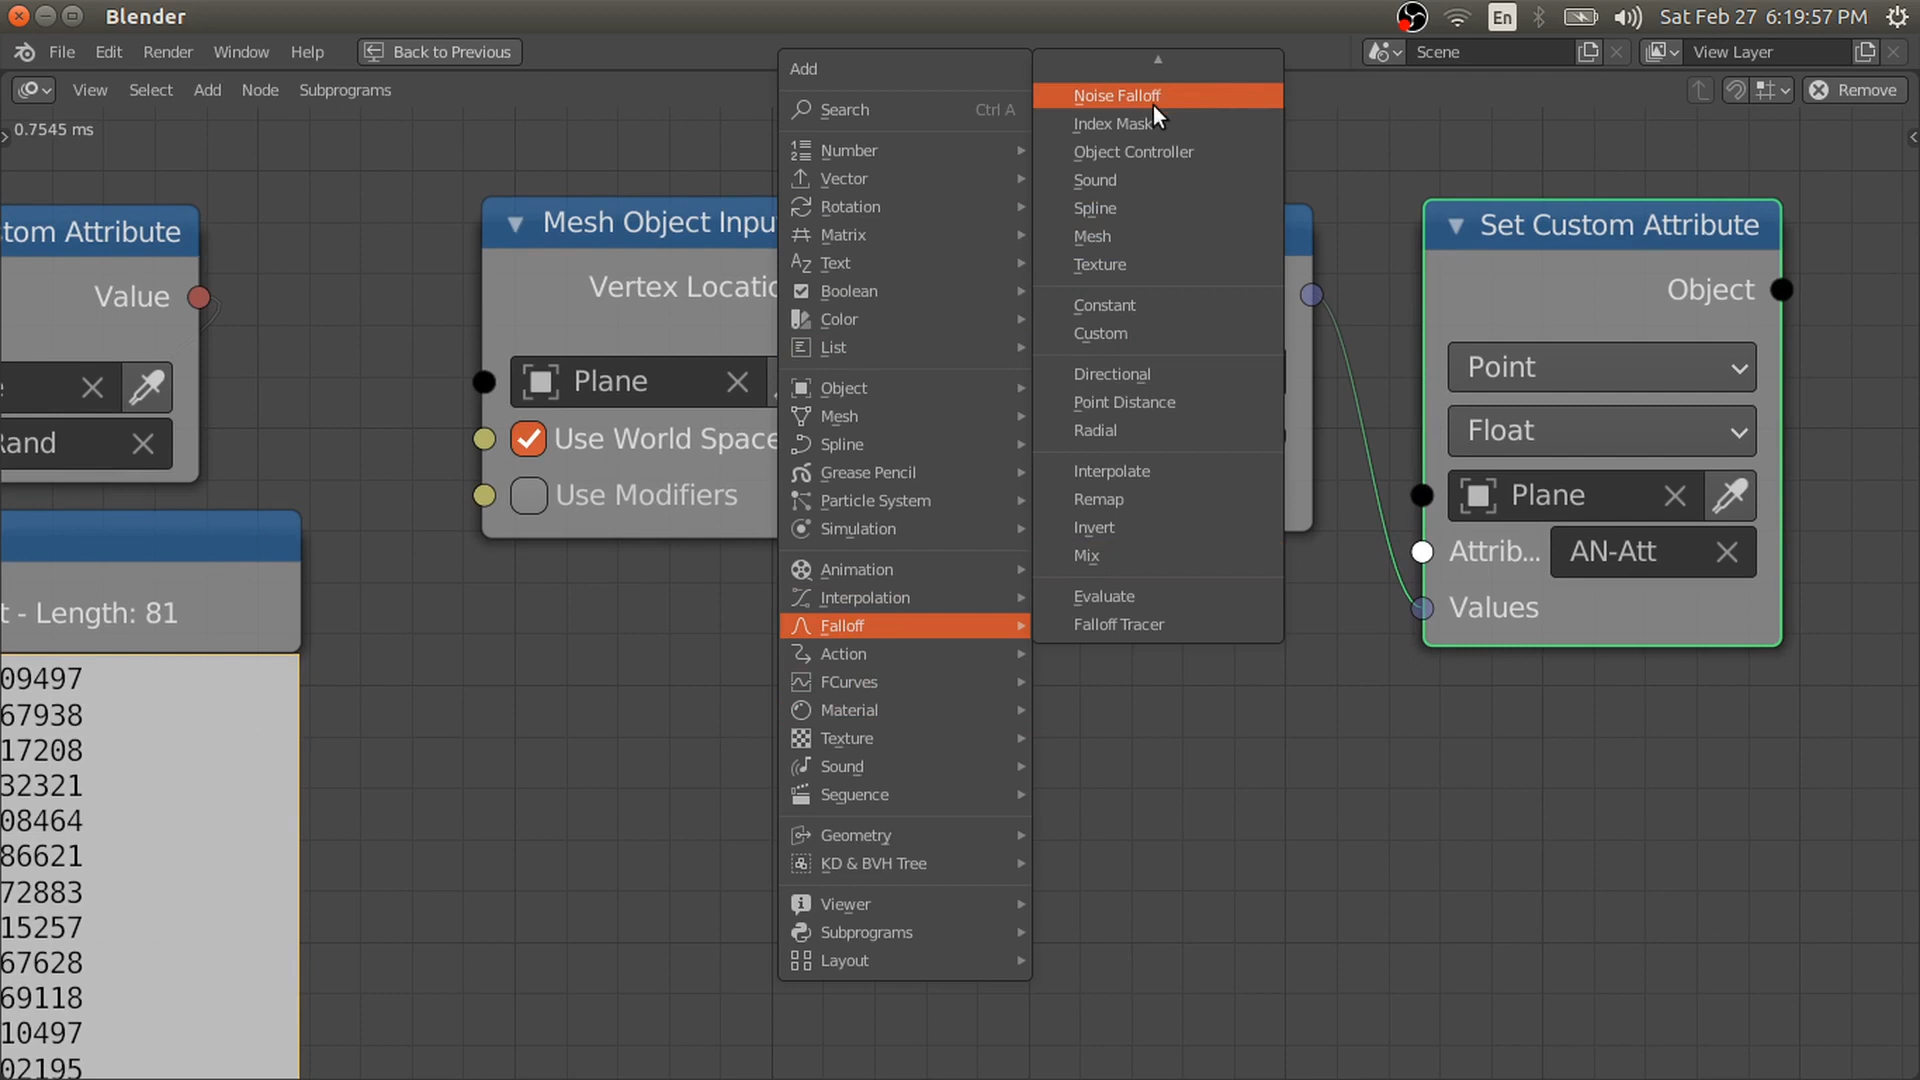 Blender
En
Sat Feb 27 6:19:57 PM
File Edit Render Window Help Back to Previous
Scene
View Layer
View Select Add Node Subprograms
Remove
0.7545 ms
tom Attribute
Value
Rand
t - Length: 81
09497
67938
17208
32321
08464
86621
72883
15257
67628
69118
10497
02195
Mesh Object Inpu
Vertex Locatio
Plane
Use World Space
Use Modifiers
Add
Search Ctrl A
Number
Vector
Rotation
Matrix
Text
Boolean
Color
List
Object
Mesh
Spline
Grease Pencil
Particle System
Simulation
Animation
Interpolation
Falloff
Action
FCurves
Material
Texture
Sound
Sequence
Geometry
KD & BVH Tree
Viewer
Subprograms
Layout
Noise Falloff
Index Mask
Object Controller
Sound
Spline
Mesh
Texture
Constant
Custom
Directional
Point Distance
Radial
Interpolate
Remap
Invert
Mix
Evaluate
Falloff Tracer
Set Custom Attribute
Object
Point
Float
Plane
Attrib... AN-Att
Values